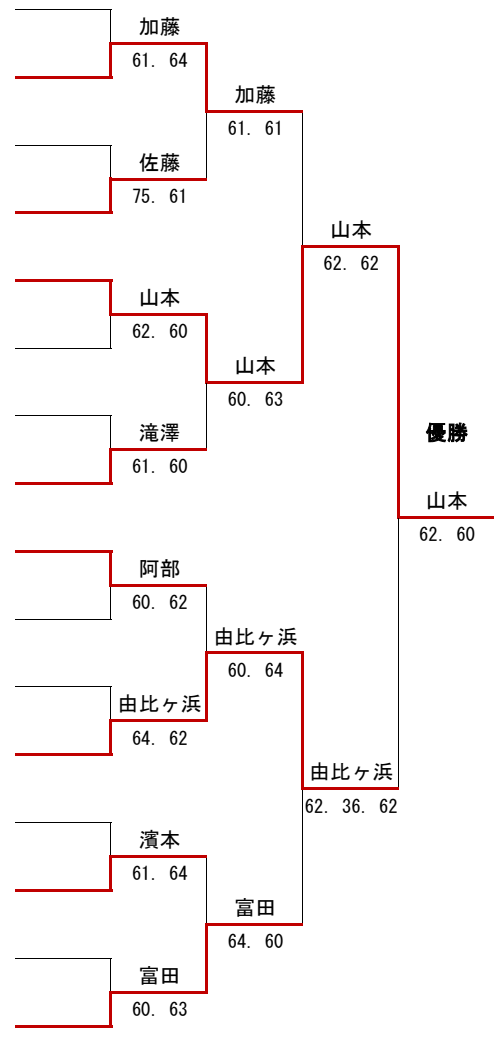 加藤
61. 64
加藤
61. 61
佐藤
75. 61
山本
62. 62
山本
62. 60
山本
60. 63
滝澤
61. 60
優勝
山本
62. 60
阿部
60. 62
由比ヶ浜
60. 64
由比ヶ浜
64. 62
由比ヶ浜
62. 36. 62
濱本
61. 64
富田
64. 60
富田
60. 63